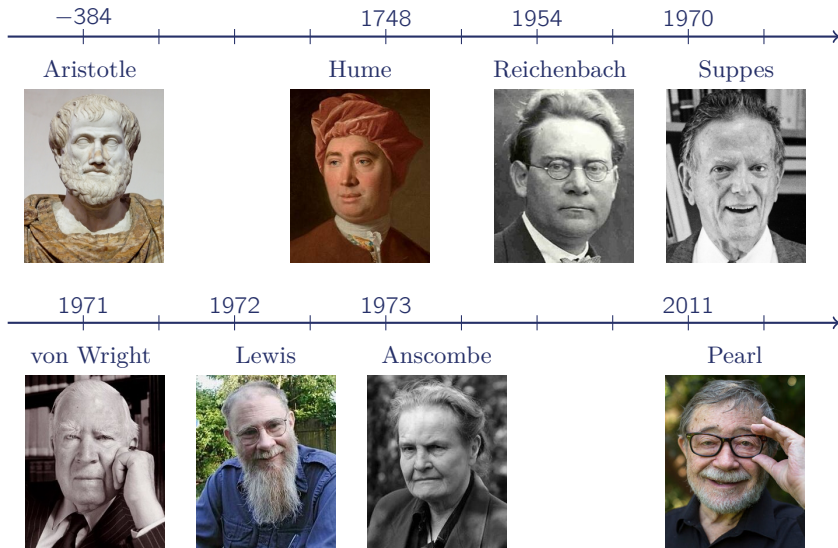 −384 1748 1954 1970
Aristotle Hume Reichenbach Suppes
1971 1972 1973 2011
von Wright Lewis Anscombe Pearl